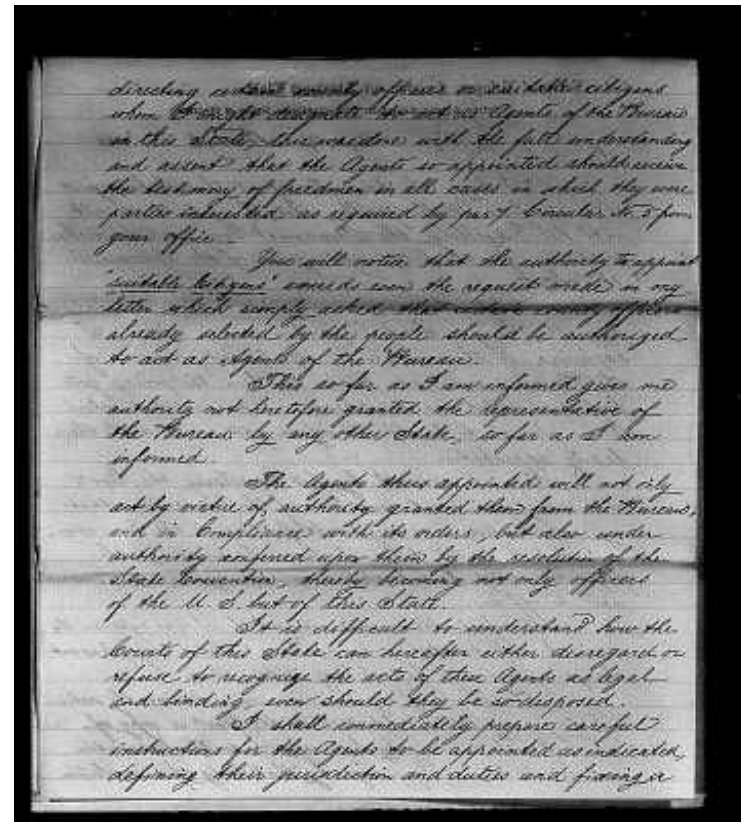 directing certain county officers or suitable citizens
whom I might designate to act as Agents of the Bureau
in this State, this was done with the full understanding
and assent that the Agents so appointed should receive
the testimony of freedmen in all cases in which they were
parties interested as required by par 7 Circular No. 5 from
your office.
You will notice that the authority to appoint
"suitable Citizens" exceeds even the request made in my
letter which simply asked that certain county officers
already selected by the people should be authorized
to act as Agents of the Bureau.
This so far as I am informed gives me
authority not heretofore granted the representative of
the Bureau by any other State, so far as I am
informed.
The Agents thus appointed will not only
act by virtue of, authority granted them from the Bureau,
and in Compliance with its orders, but also under
authority conferred upon them by the resolution of the
State Convention, thereby becoming not only officers
of the U. S. but of this State.
It is difficult to understand how the
Courts of this State can hereafter either disregard or
refuse to recognize the acts of these Agents as legal
and binding, even should they be so disposed.
I shall immediately prepare careful
instructions for the Agents to be appointed as indicated,
defining their jurisdiction and duties and fixing a